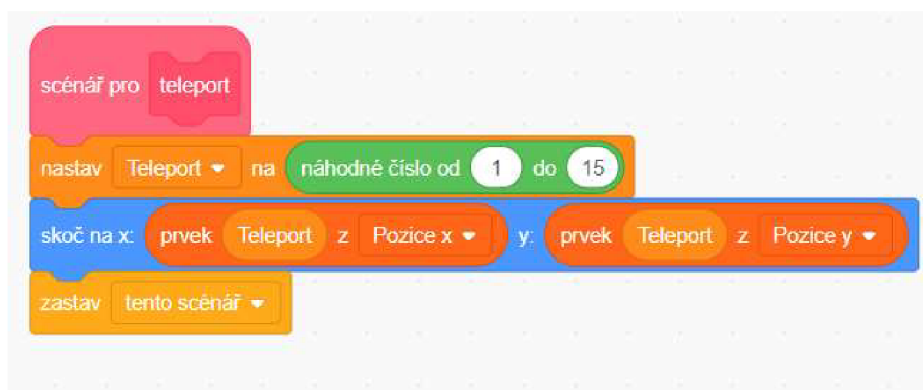 scénář pro teleport
nastav Teleport na náhodné číslo od 1 do 15
skoč na x: prvek Teleport z Pozice x y: prvek Teleport z Pozice y
zastav tento scénář